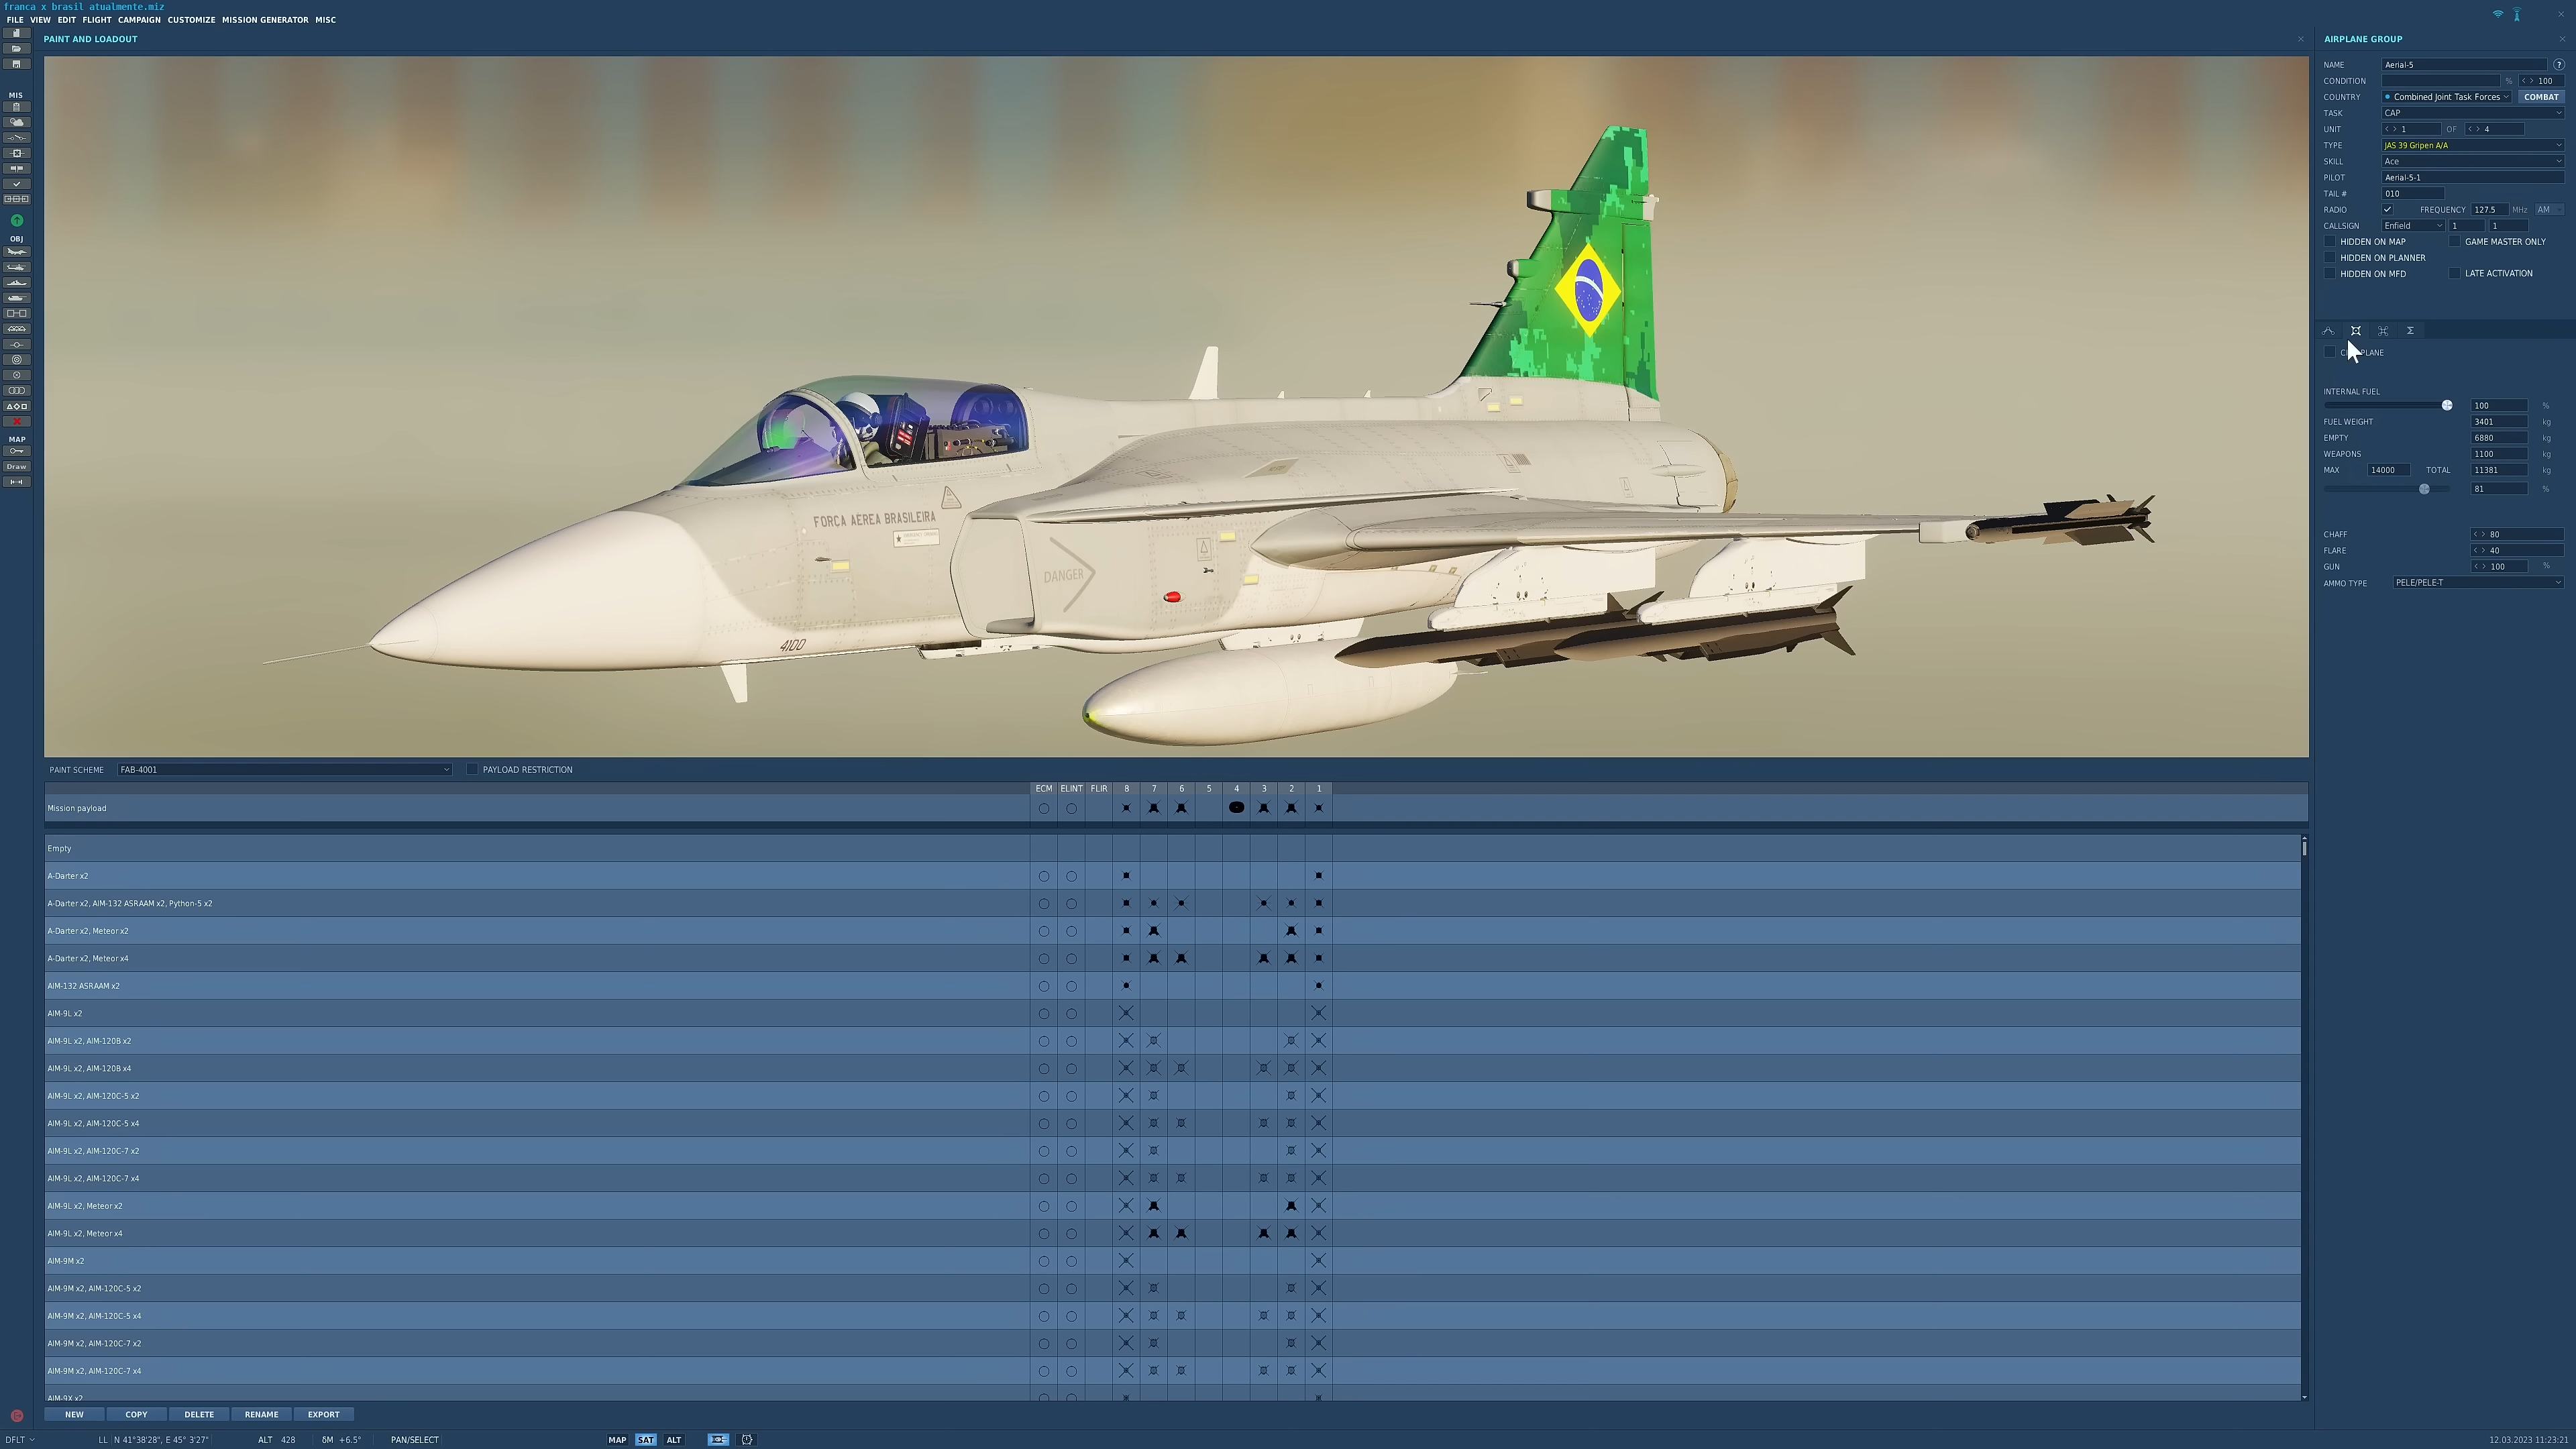 franca x brasil atualmente.miz
FILE VIEW EDIT FLIGHT CAMPAIGN CUSTOMIZE MISSION GENERATOR MISC
PAINT AND LOADOUT
AIRPLANE GROUP
NAME Aerial-5 ?
CONDITION % < > 100
COUNTRY Combined Joint Task Forces COMBAT
TASK CAP
UNIT < > 1 OF < > 4
TYPE JAS 39 Gripen A/A
SKILL Ace
PILOT Aerial-5-1
TAIL # 010
RADIO FREQUENCY 127.5 MHz AM
CALLSIGN Enfield 1 1
HIDDEN ON MAP GAME MASTER ONLY
HIDDEN ON PLANNER
HIDDEN ON MFD LATE ACTIVATION
PLANE
INTERNAL FUEL
100 %
FUEL WEIGHT 3401 kg
EMPTY 6880 kg
WEAPONS 1100 kg
MAX 14000 TOTAL 11381 kg
81 %
CHAFF < > 80
FLARE < > 40
GUN < > 100 %
AMMO TYPE PELE/PELE-T
MIS
OBJ
MAP
Draw
FORÇA AÉREA BRASILEIRA
DANGER
4100
PAINT SCHEME FAB-4001 PAYLOAD RESTRICTION
ECM ELINT FLIR 8 7 6 5 4 3 2 1
Mission payload
Empty
A-Darter x2
A-Darter x2, AIM-132 ASRAAM x2, Python-5 x2
A-Darter x2, Meteor x2
A-Darter x2, Meteor x4
AIM-132 ASRAAM x2
AIM-9L x2
AIM-9L x2, AIM-120B x2
AIM-9L x2, AIM-120B x4
AIM-9L x2, AIM-120C-5 x2
AIM-9L x2, AIM-120C-5 x4
AIM-9L x2, AIM-120C-7 x2
AIM-9L x2, AIM-120C-7 x4
AIM-9L x2, Meteor x2
AIM-9L x2, Meteor x4
AIM-9M x2
AIM-9M x2, AIM-120C-5 x2
AIM-9M x2, AIM-120C-5 x4
AIM-9M x2, AIM-120C-7 x2
AIM-9M x2, AIM-120C-7 x4
AIM-9X x2
NEW COPY DELETE RENAME EXPORT
DFLT LL N 41°38'28", E 45° 3'27" ALT 428 δM +6.5° PAN/SELECT MAP SAT ALT 12.03.2023 11:23:21